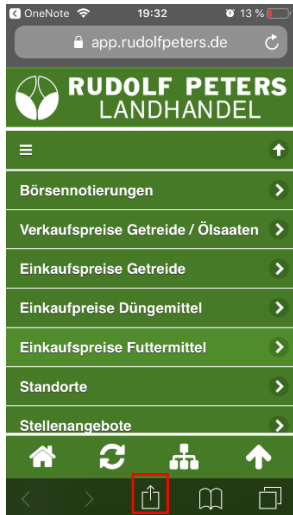 OneNote 19:32 13 %
app.rudolfpeters.de
RUDOLF PETERS
LANDHANDEL
Börsennotierungen
Verkaufspreise Getreide / Ölsaaten
Einkaufspreise Getreide
Einkaufpreise Düngemittel
Einkaufspreise Futtermittel
Standorte
Stellenangebote